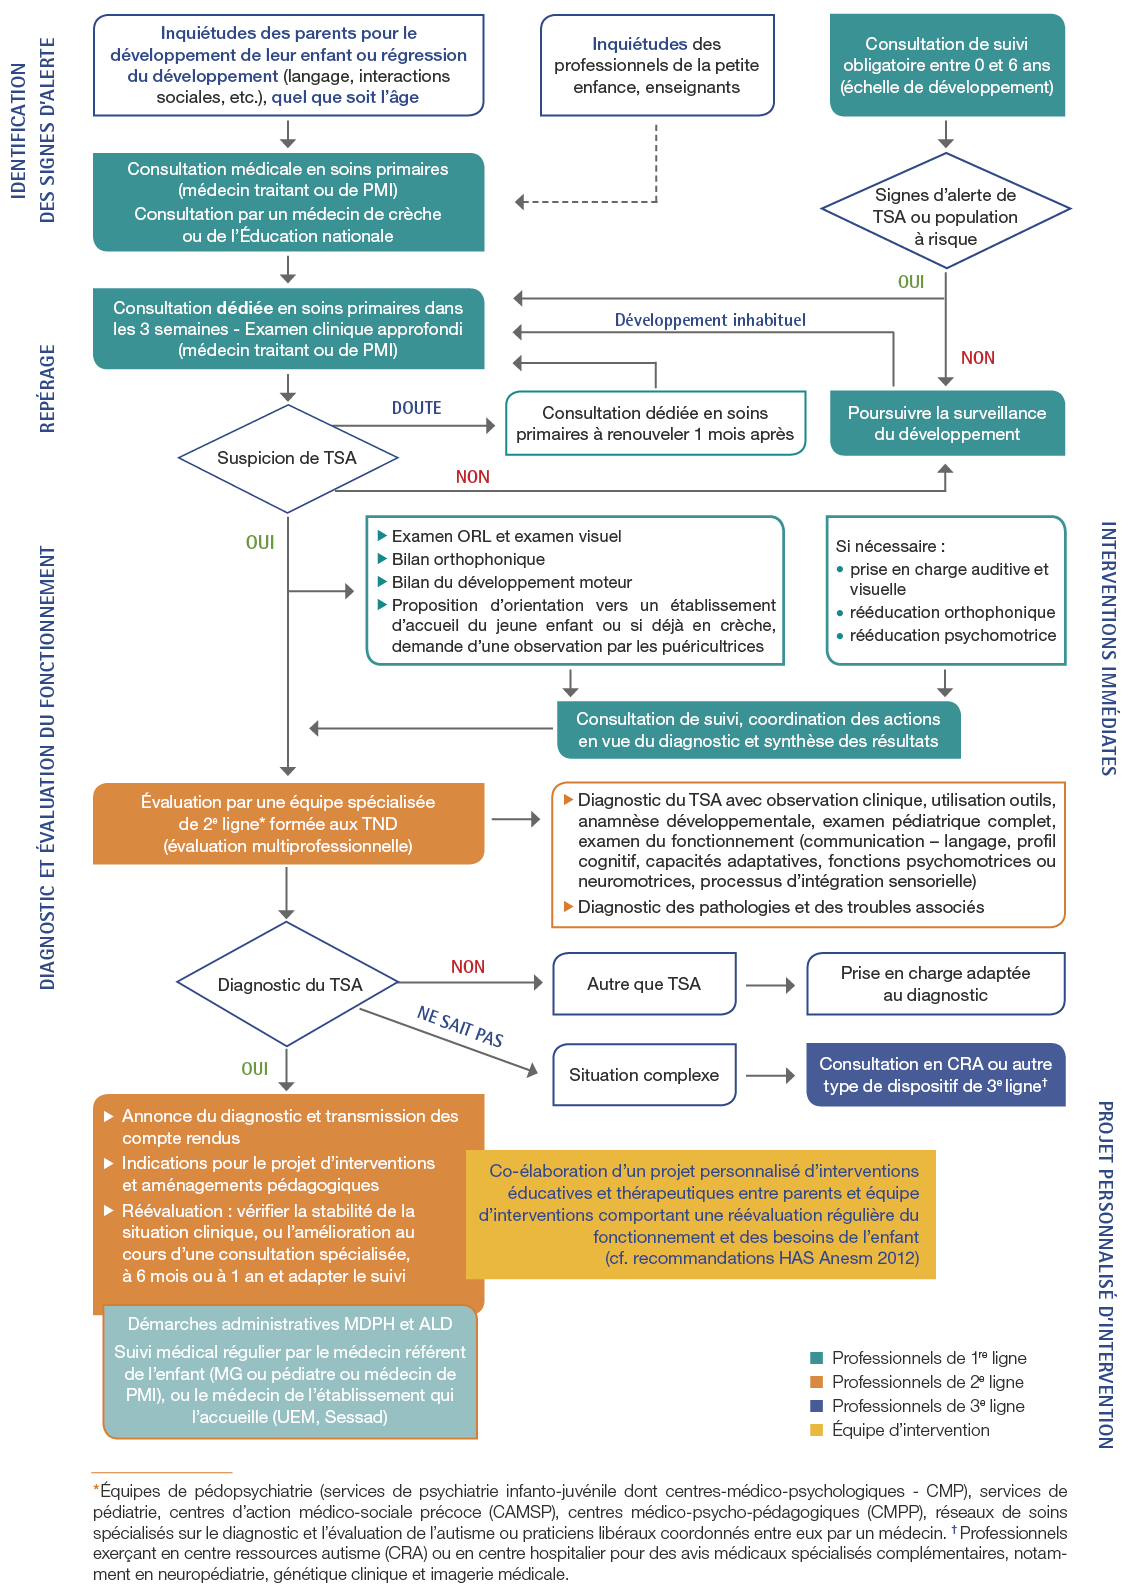 IDENTIFICATION
DES SIGNES D'ALERTE
Inquiétudes des parents pour le
développement de leur enfant ou régression
du développement (langage, interactions
sociales, etc.), quel que soit l'âge
Inquiétudes des
professionnels de la petite
enfance, enseignants
Consultation de suivi
obligatoire entre 0 et 6 ans
(échelle de développement)
Consultation médicale en soins primaires
(médecin traitant ou de PMI)
Consultation par un médecin de crèche
ou de l'Éducation nationale
Signes d'alerte de
TSA ou population
à risque
OUI
NON
REPÉRAGE
Consultation dédiée en soins primaires dans
les 3 semaines - Examen clinique approfondi
(médecin traitant ou de PMI)
Développement inhabituel
DOUTE
Consultation dédiée en soins
primaires à renouveler 1 mois après
Poursuivre la surveillance
du développement
Suspicion de TSA
NON
OUI
DIAGNOSTIC ET ÉVALUATION DU FONCTIONNEMENT
INTERVENTIONS IMMÉDIATES
▶ Examen ORL et examen visuel
▶ Bilan orthophonique
▶ Bilan du développement moteur
▶ Proposition d'orientation vers un établissement
d'accueil du jeune enfant ou si déjà en crèche,
demande d'une observation par les puéricultrices
Si nécessaire :
• prise en charge auditive et
visuelle
• rééducation orthophonique
• rééducation psychomotrice
Consultation de suivi, coordination des actions
en vue du diagnostic et synthèse des résultats
Évaluation par une équipe spécialisée
de 2e ligne* formée aux TND
(évaluation multiprofessionnelle)
▶ Diagnostic du TSA avec observation clinique, utilisation outils,
anamnèse développementale, examen pédiatrique complet,
examen du fonctionnement (communication – langage, profil
cognitif, capacités adaptatives, fonctions psychomotrices ou
neuromotrices, processus d'intégration sensorielle)
▶ Diagnostic des pathologies et des troubles associés
Diagnostic du TSA
NON
Autre que TSA
Prise en charge adaptée
au diagnostic
NE SAIT PAS
Situation complexe
Consultation en CRA ou autre
type de dispositif de 3e ligne†
OUI
PROJET PERSONNALISÉ D'INTERVENTION
▶ Annonce du diagnostic et transmission des
compte rendus
▶ Indications pour le projet d'interventions
et aménagements pédagogiques
▶ Réévaluation : vérifier la stabilité de la
situation clinique, ou l'amélioration au
cours d'une consultation spécialisée,
à 6 mois ou à 1 an et adapter le suivi
Co-élaboration d'un projet personnalisé d'interventions
éducatives et thérapeutiques entre parents et équipe
d'interventions comportant une réévaluation régulière du
fonctionnement et des besoins de l'enfant
(cf. recommandations HAS Anesm 2012)
Démarches administratives MDPH et ALD
Suivi médical régulier par le médecin référent
de l'enfant (MG ou pédiatre ou médecin de
PMI), ou le médecin de l'établissement qui
l'accueille (UEM, Sessad)
Professionnels de 1re ligne
Professionnels de 2e ligne
Professionnels de 3e ligne
Équipe d'intervention
*Équipes de pédopsychiatrie (services de psychiatrie infanto-juvénile dont centres-médico-psychologiques - CMP), services de
pédiatrie, centres d'action médico-sociale précoce (CAMSP), centres médico-psycho-pédagogiques (CMPP), réseaux de soins
spécialisés sur le diagnostic et l'évaluation de l'autisme ou praticiens libéraux coordonnés entre eux par un médecin. †Professionnels
exerçant en centre ressources autisme (CRA) ou en centre hospitalier pour des avis médicaux spécialisés complémentaires, notam-
ment en neuropédiatrie, génétique clinique et imagerie médicale.